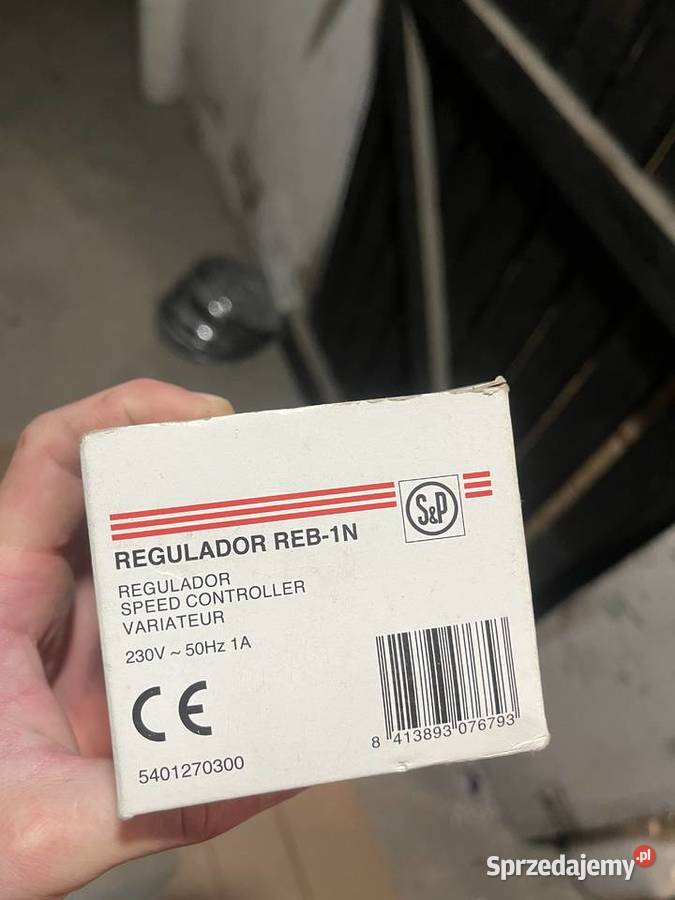 S&P
REGULADOR REB-1N
REGULADOR
SPEED CONTROLLER
VARIATEUR
230V ~ 50Hz 1A
CE
8 413893 076793
5401270300
Sprzedajemy.pl